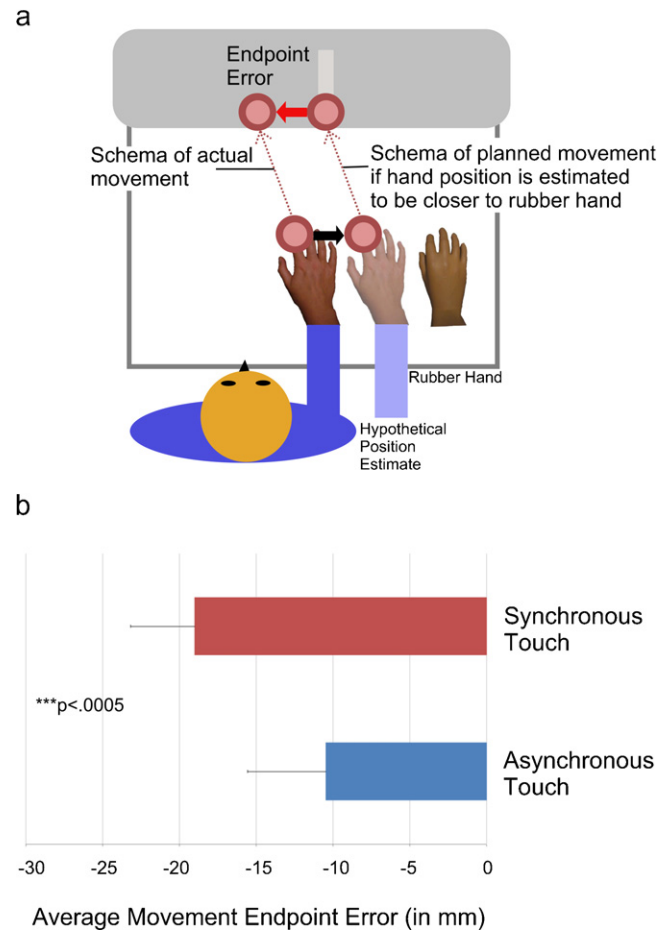 a
Endpoint
Error
Schema of actual
movement
Schema of planned movement
if hand position is estimated
to be closer to rubber hand
Rubber Hand
Hypothetical
Position
Estimate
b
Synchronous
Touch
***p<.0005
Asynchronous
Touch
-30 -25 -20 -15 -10 -5 0
Average Movement Endpoint Error (in mm)